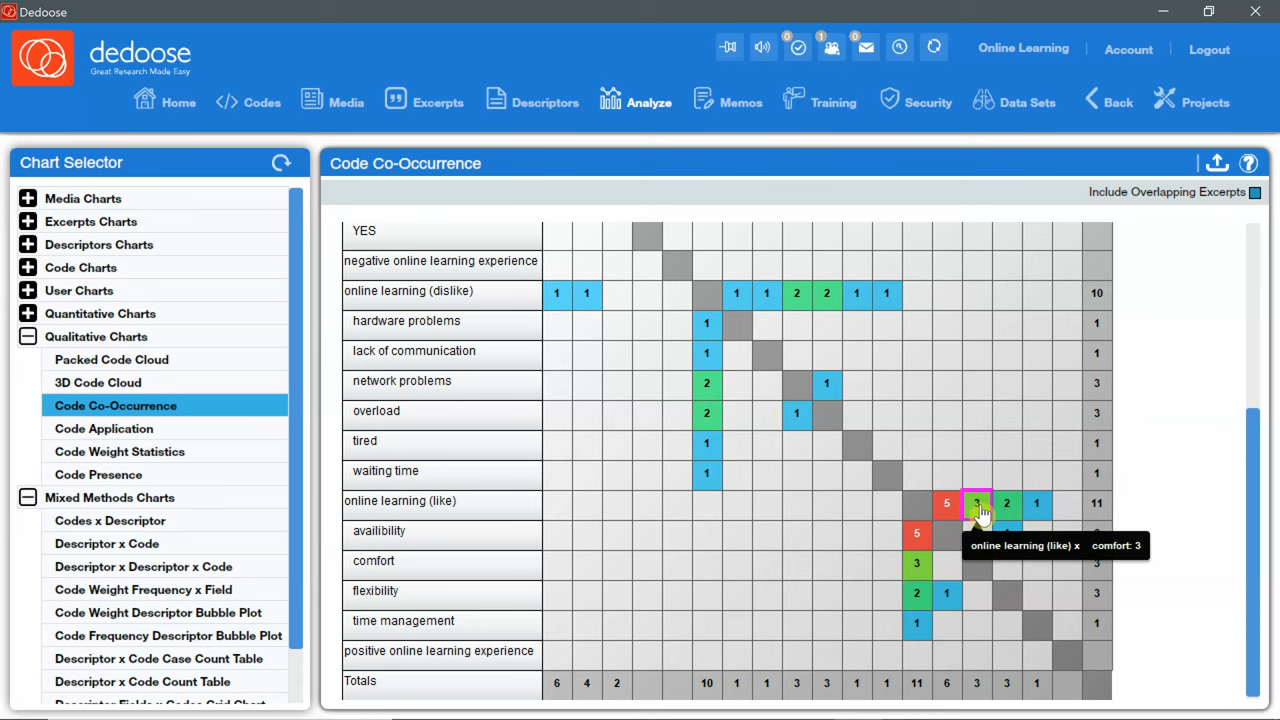 Dedoose
dedoose
Great Research Made Easy
0 1 0
Online Learning Account Logout
Home Codes Media Excerpts Descriptors Analyze Memos Training Security Data Sets Back Projects
Chart Selector
Media Charts
Excerpts Charts
Descriptors Charts
Code Charts
User Charts
Quantitative Charts
Qualitative Charts
Packed Code Cloud
3D Code Cloud
Code Co-Occurrence
Code Application
Code Weight Statistics
Code Presence
Mixed Methods Charts
Codes x Descriptor
Descriptor x Code
Descriptor x Descriptor x Code
Code Weight Frequency x Field
Code Weight Descriptor Bubble Plot
Code Frequency Descriptor Bubble Plot
Descriptor x Code Case Count Table
Descriptor x Code Count Table
Descriptor Fields x Codes Grid Chart
Code Co-Occurrence
Include Overlapping Excerpts
YES
negative online learning experience
online learning (dislike) 1 1 1 1 2 2 1 1 10
hardware problems 1 1
lack of communication 1 1
network problems 2 1 3
overload 2 1 3
tired 1 1
waiting time 1 1
online learning (like) 5 3 2 1 11
availibility 5
online learning (like) x comfort: 3
comfort 3 3
flexibility 2 1 3
time management 1 1
positive online learning experience
Totals 6 4 2 10 1 1 3 3 1 1 11 6 3 3 1